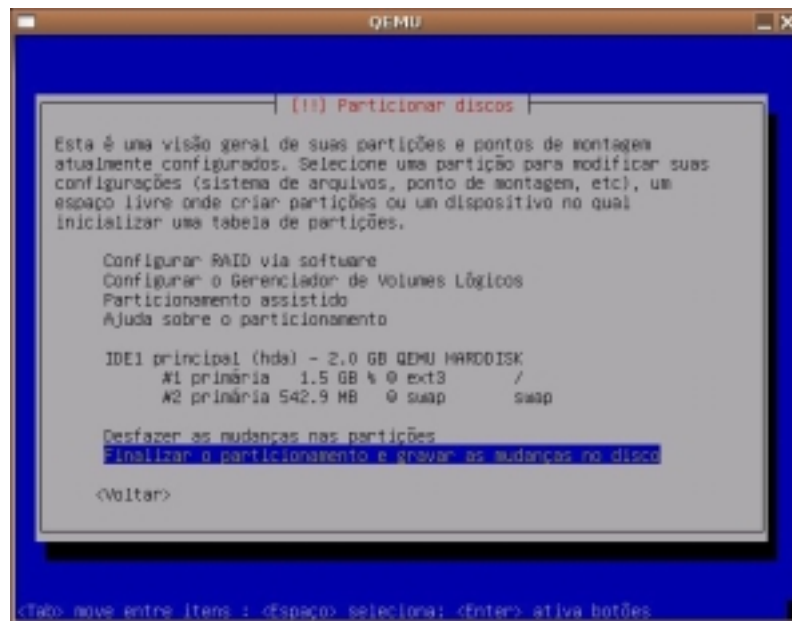 QEMU
[!!] Particionar discos
Esta é uma visão geral de suas partições e pontos de montagem
atualmente configurados. Selecione uma partição para modificar suas
configurações (sistema de arquivos, ponto de montagem, etc), um
espaço livre onde criar partições ou um dispositivo no qual
inicializar uma tabela de partições.
Configurar RAID via software
Configurar o Gerenciador de Volumes Lógicos
Particionamento assistido
Ajuda sobre o particionamento
IDE1 principal (hda) - 2.0 GB QEMU HARDDISK
#1 primária 1.5 GB % @ ext3 /
#2 primária 542.9 MB @ swap swap
Desfazer as mudanças nas partições
Finalizar o particionamento e gravar as mudanças no disco
<Voltar>
<Tab> move entre itens ; <Espaço> seleciona; <Enter> ativa botões